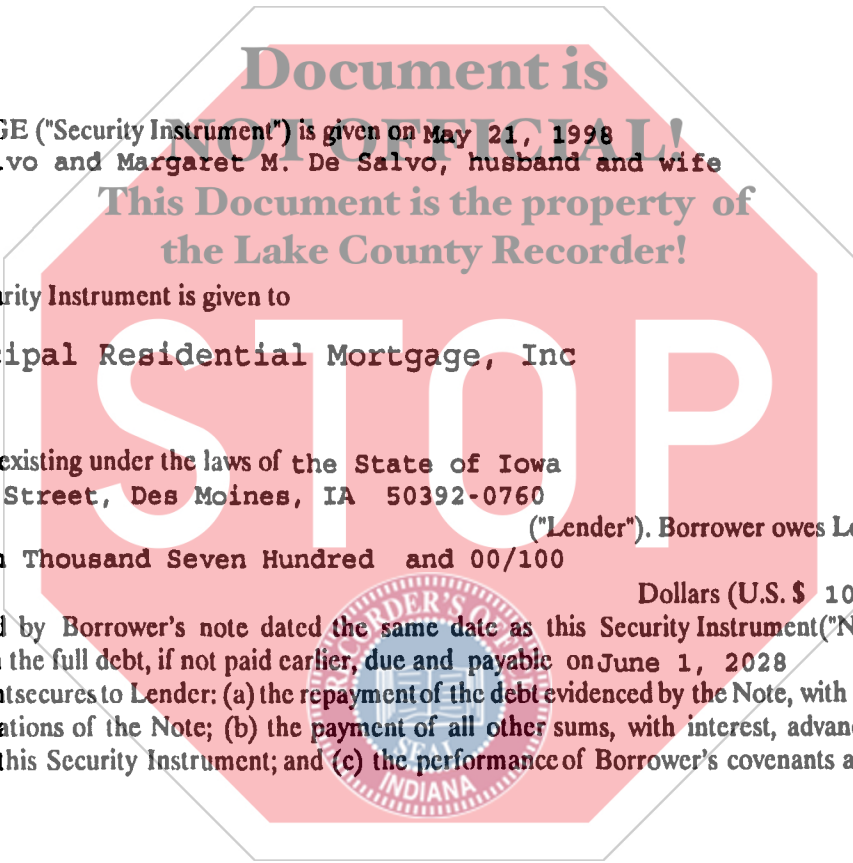 Document is
GE ("Security Instrument") is given on May 21, 1998
NOT OFFICIAL!
lvo and Margaret M. De Salvo, husband and wife
This Document is the property of
the Lake County Recorder!
urity Instrument is given to
cipal Residential Mortgage, Inc
STOP
existing under the laws of the State of Iowa
Street, Des Moines, IA 50392-0760
("Lender"). Borrower owes Le
n Thousand Seven Hundred and 00/100
Dollars (U.S. $ 10
d by Borrower's note dated the same date as this Security Instrument("N
n the full debt, if not paid earlier, due and payable on June 1, 2028
ntsecures to Lender: (a) the repayment of the debt evidenced by the Note, with
ations of the Note; (b) the payment of all other sums, with interest, advan
this Security Instrument; and (c) the performance of Borrower's covenants a
RECORDER'S OFFICE
SEAL
INDIANA